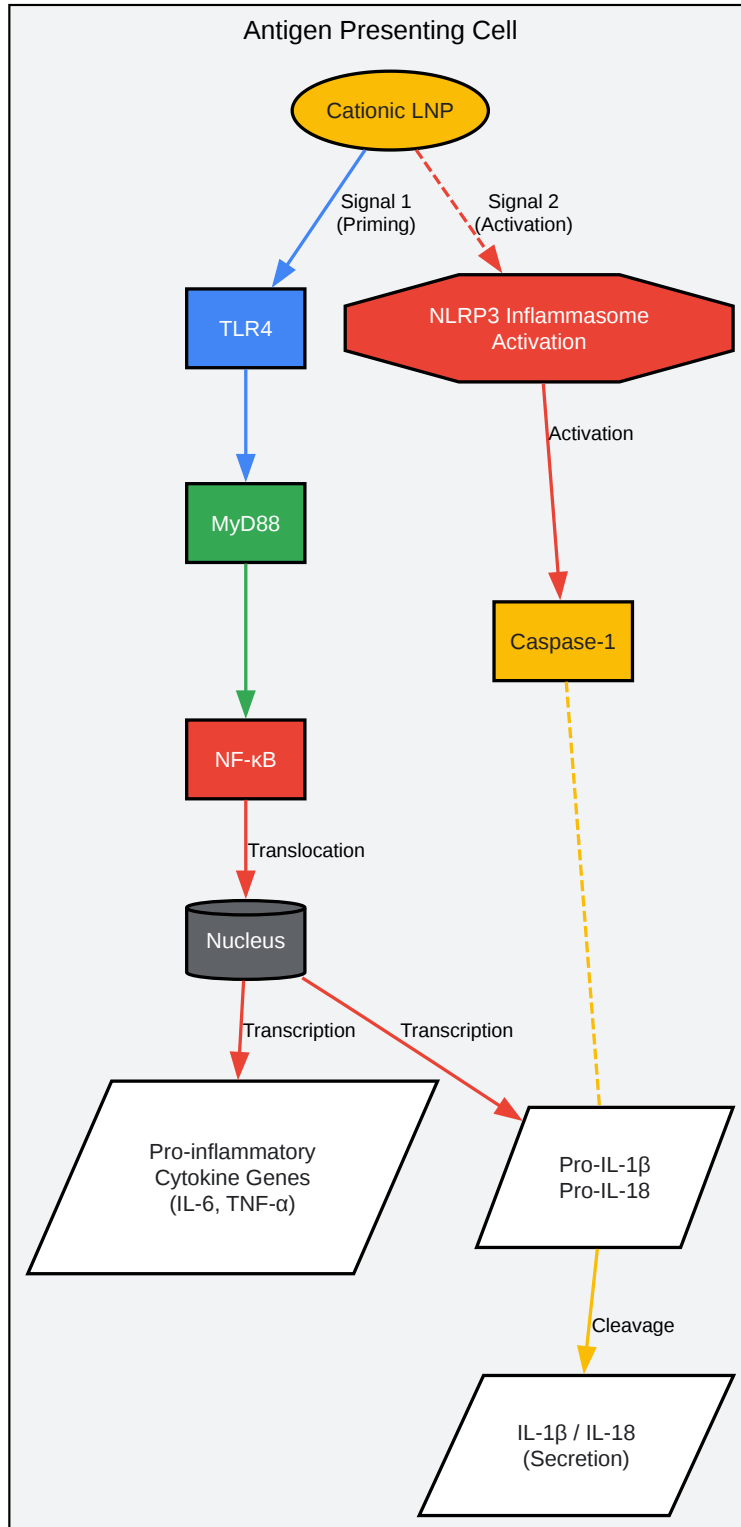 Antigen Presenting Cell
Cationic LNP
Signal 1
(Priming)
Signal 2
(Activation)
TLR4
NLRP3 Inflammasome
Activation
Activation
MyD88
Caspase-1
NF-κB
Translocation
Nucleus
Transcription
Transcription
Pro-inflammatory
Cytokine Genes
(IL-6, TNF-α)
Pro-IL-1β
Pro-IL-18
Cleavage
IL-1β / IL-18
(Secretion)